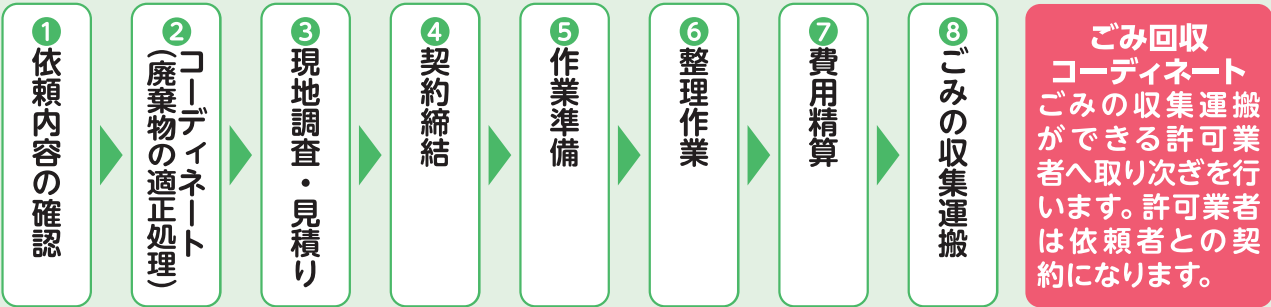 ❶
依頼内容の確認
❷
コーディネート
（廃棄物の適正処理）
❸
現地調査・見積り
❹
契約締結
❺
作業準備
❻
整理作業
❼
費用精算
❽
ごみの収集運搬
ごみ回収
コーディネート
ごみの収集運搬
ができる許可業
者へ取り次ぎを行
います。許可業者
は依頼者との契
約になります。